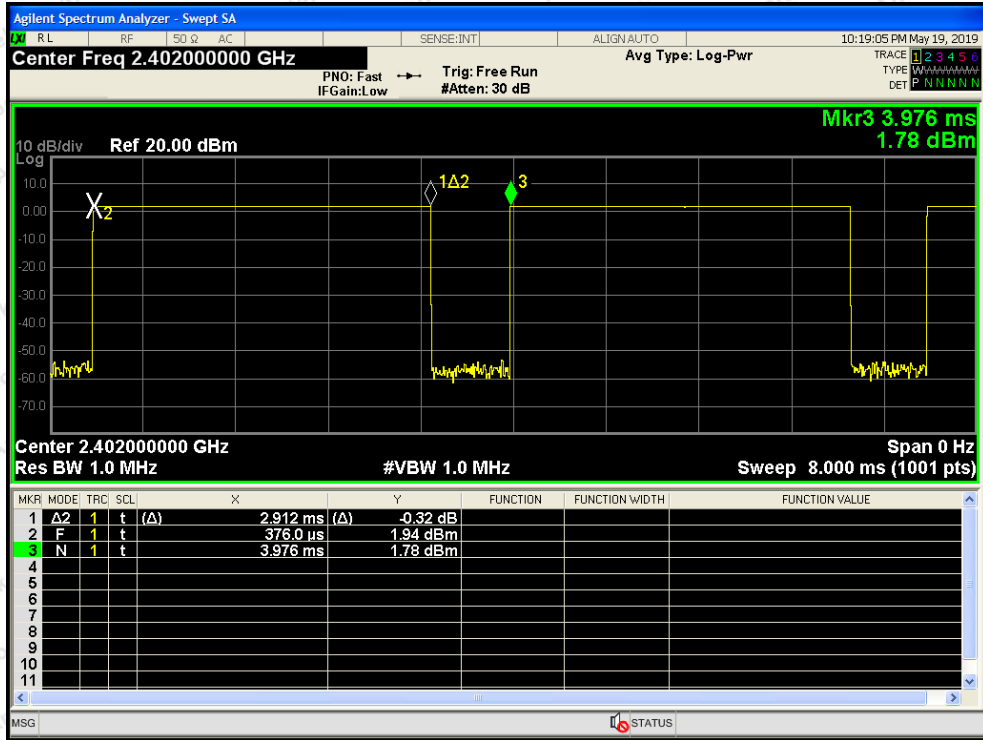 Agilent Spectrum Analyzer - Swept SA
LXI RL RF 50 Ω AC SENSE:INT ALIGN AUTO 10:19:05 PM May 19, 2019
Center Freq 2.402000000 GHz Avg Type: Log-Pwr TRACE 1 2 3 4 5 6
PNO: Fast Trig: Free Run TYPE WWWWWW
IFGain:Low #Atten: 30 dB DET P N N N N N
Mkr3 3.976 ms
10 dB/div Ref 20.00 dBm 1.78 dBm
Log
10.0
1Δ2 3
0.00
2
-10.0
-20.0
-30.0
-40.0
-50.0
-60.0
-70.0
Center 2.402000000 GHz Span 0 Hz
Res BW 1.0 MHz #VBW 1.0 MHz Sweep 8.000 ms (1001 pts)
MKR MODE TRC SCL X Y FUNCTION FUNCTION WIDTH FUNCTION VALUE
1 Δ2 1 t (Δ) 2.912 ms (Δ) -0.32 dB
2 F 1 t 376.0 µs 1.94 dBm
3 N 1 t 3.976 ms 1.78 dBm
4
5
6
7
8
9
10
11
MSG STATUS